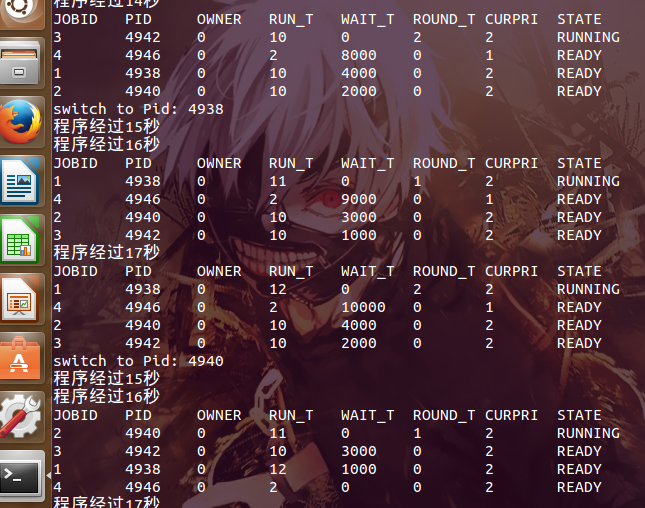 程序经过14秒
JOBID PID OWNER RUN_T WAIT_T ROUND_T CURPRI STATE
3 4942 0 10 0 2 2 RUNNING
4 4946 0 2 8000 0 1 READY
1 4938 0 10 4000 0 2 READY
2 4940 0 10 2000 0 2 READY
switch to Pid: 4938
程序经过15秒
程序经过16秒
JOBID PID OWNER RUN_T WAIT_T ROUND_T CURPRI STATE
1 4938 0 11 0 1 2 RUNNING
4 4946 0 2 9000 0 1 READY
2 4940 0 10 3000 0 2 READY
3 4942 0 10 1000 0 2 READY
程序经过17秒
JOBID PID OWNER RUN_T WAIT_T ROUND_T CURPRI STATE
1 4938 0 12 0 2 2 RUNNING
4 4946 0 2 10000 0 1 READY
2 4940 0 10 4000 0 2 READY
3 4942 0 10 2000 0 2 READY
switch to Pid: 4940
程序经过15秒
程序经过16秒
JOBID PID OWNER RUN_T WAIT_T ROUND_T CURPRI STATE
2 4940 0 11 0 1 2 RUNNING
3 4942 0 10 3000 0 2 READY
1 4938 0 12 1000 0 2 READY
4 4946 0 2 0 0 2 READY
程序经过17秒